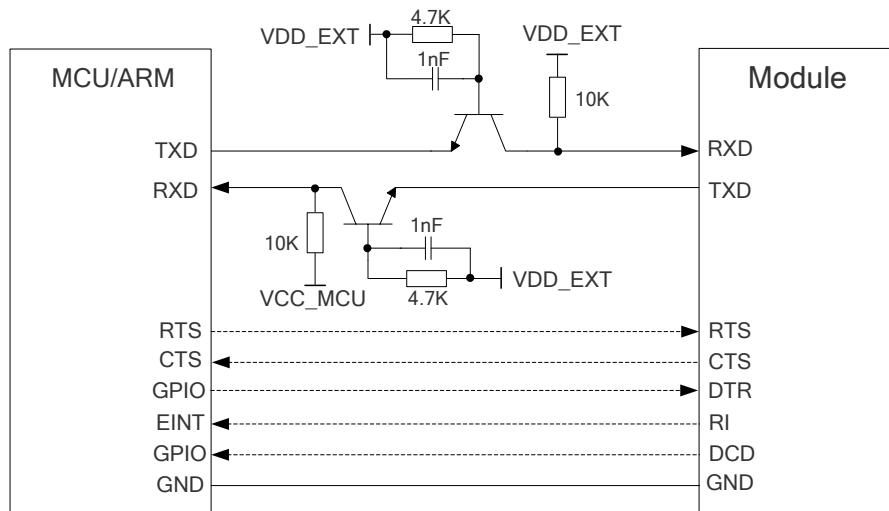 4.7K
VDD_EXT
VDD_EXT
1nF
MCU/ARM
Module
10K
TXD
RXD
RXD
TXD
1nF
10K
VDD_EXT
VCC_MCU
4.7K
RTS
RTS
CTS
CTS
GPIO
DTR
EINT
RI
GPIO
DCD
GND
GND